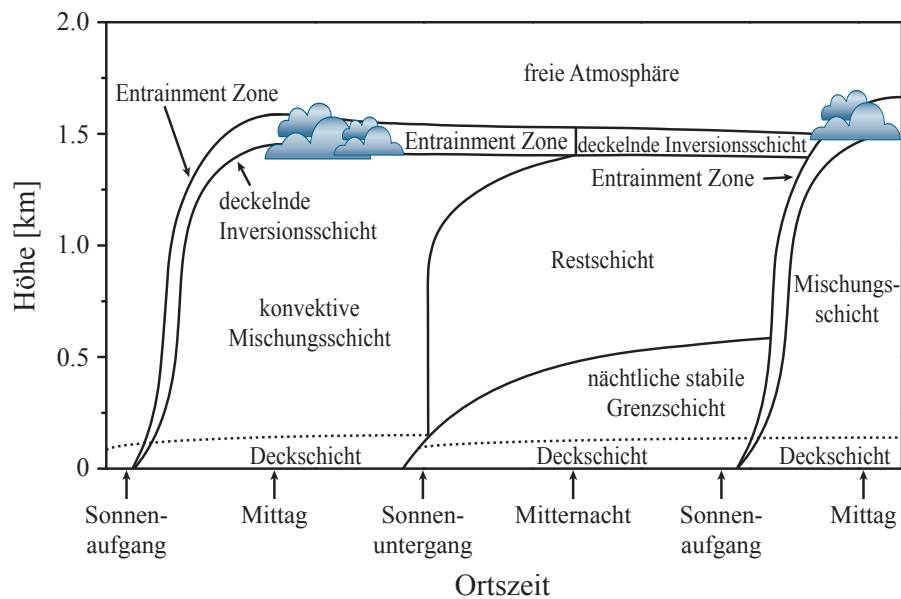 2.0
freie Atmosphäre
Entrainment Zone
1.5
Entrainment Zone
deckelnde Inversionsschicht
Entrainment Zone
deckelnde
Inversionsschicht
Höhe [km]
1.0
Restschicht
Mischungs-
schicht
konvektive
Mischungsschicht
0.5
nächtliche stabile
Grenzschicht
Deckschicht
Deckschicht
Deckschicht
0
Sonnen-
aufgang
Mittag
Sonnen-
untergang
Mitternacht
Sonnen-
aufgang
Mittag
Ortszeit